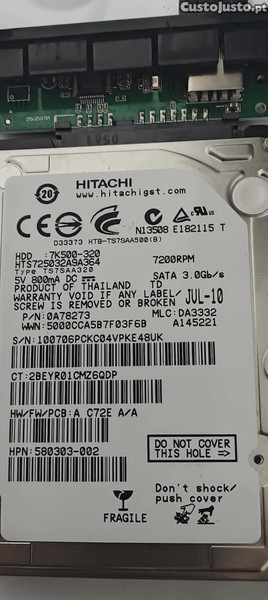 CustoJusto.pt
05A1
20
HITACHI
www.hitachigst.com
N13508 E182115 T
D33373 HTB-TS7SAA500(B)
HDD :7K500-320
HTS725032A9A364 7200RPM
Type TS7SAA320
5V 800mA DC SATA 3.0Gb/s
PRODUCT OF THAILAND TD
WARRANTY VOID IF ANY
SCREW IS REMOVED OR BROKEN JUL-10
P/N: 0A78273 MLC: DA3332
WWN: 5000CCA5B7F03F6B A145221
S/N: 100706PCKC04VPKE48UK
CT: 2BEYR01CMZ6QDP
HW/FW/PCB:A C72E A/A
HPN: 580303-002
DO NOT COVER
THIS HOLE
FRAGILE
Don't shock/
push cover